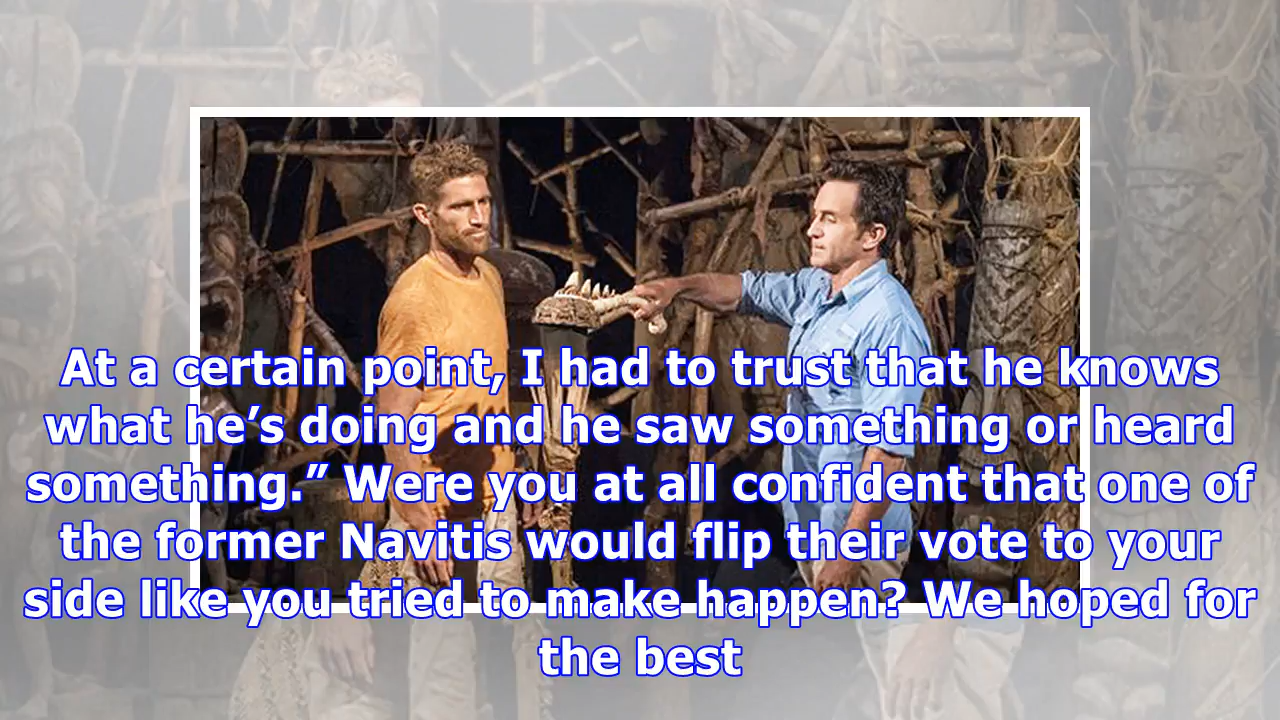 At a certain point, I had to trust that he knows
what he’s doing and he saw something or heard
something.” Were you at all confident that one of
the former Navitis would flip their vote to your
side like you tried to make happen? We hoped for
the best